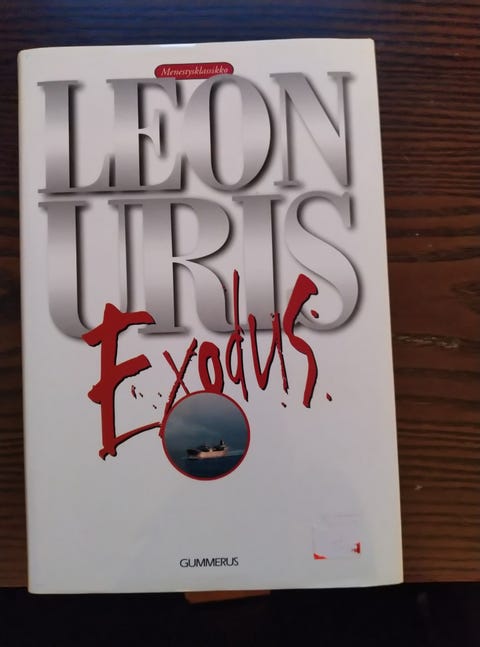 Menestysklassikko
LEON
URIS
Exodus
GUMMERUS